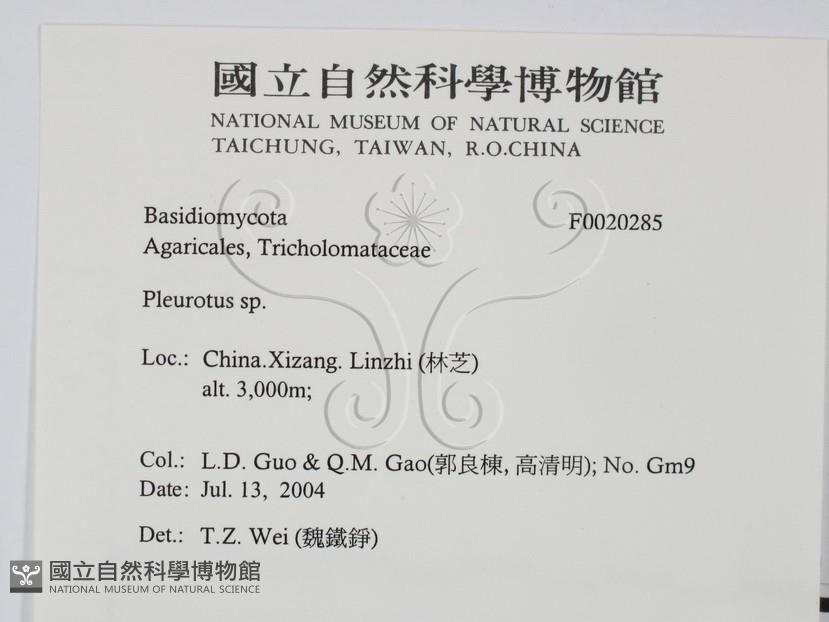 國立自然科學博物館
NATIONAL MUSEUM OF NATURAL SCIENCE
TAICHUNG, TAIWAN, R.O.CHINA
Basidiomycota F0020285
Agaricales, Tricholomataceae
Pleurotus sp.
Loc.: China.Xizang. Linzhi (林芝)
alt. 3,000m;
Col.: L.D. Guo & Q.M. Gao(郭良棟, 高清明); No. Gm9
Date: Jul. 13, 2004
Det.: T.Z. Wei (魏鐵錚)
國立自然科學博物館
NATIONAL MUSEUM OF NATURAL SCIENCE